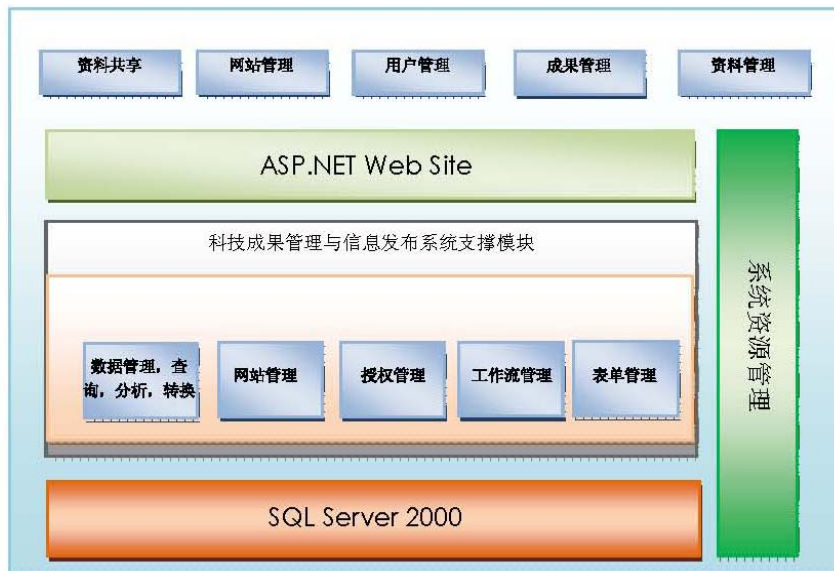 资料共享
网站管理
用户管理
成果管理
资料管理
ASP.NET Web Site
科技成果管理与信息发布系统支撑模块
数据管理，查
询，分析，转换
网站管理
授权管理
工作流管理
表单管理
系统资源管理
SQL Server 2000